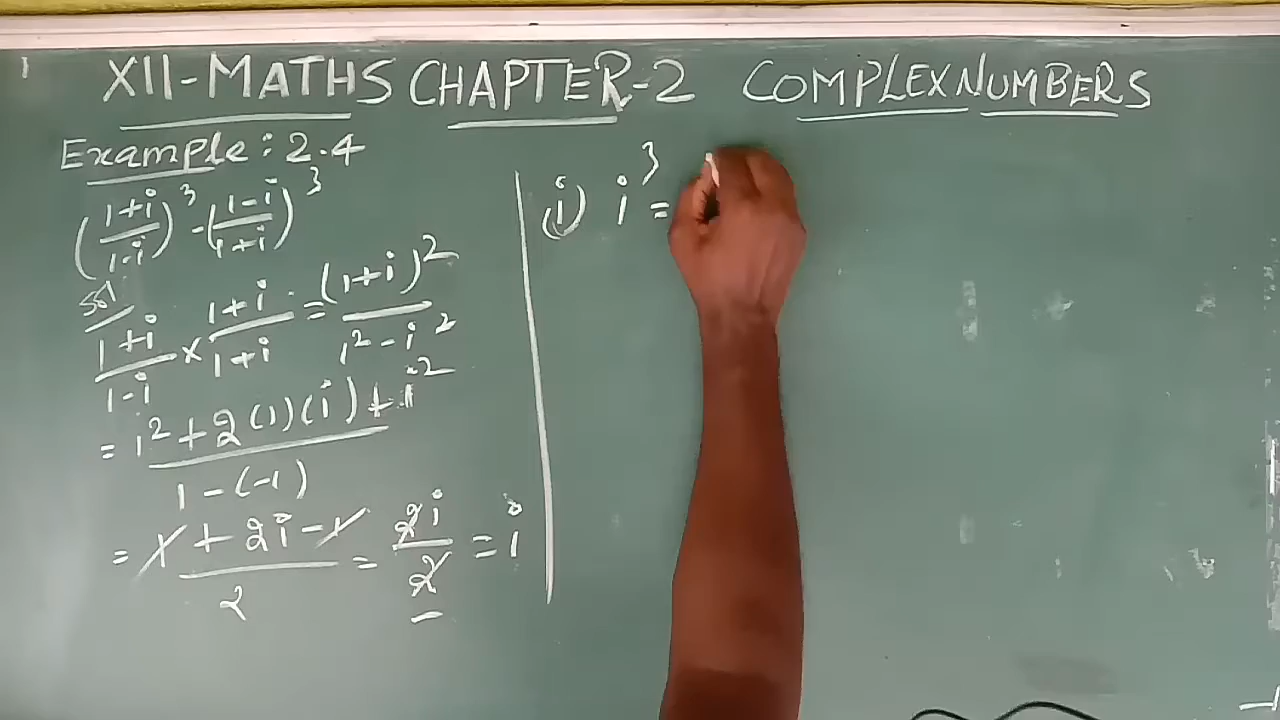 XII-MATHS CHAPTER-2 COMPLEX NUMBERS
Example: 2.4
((1+i)/(1-i))³ - ((1-i)/(1+i))³
Sol
(1+i)/(1-i) × (1+i)/(1+i) = (1+i)²/(1²-i²)
= (1²+2(1)(i)+i²)/(1-(-1))
= (1+2i-1)/2 = 2i/2 = i
(i) i³ =